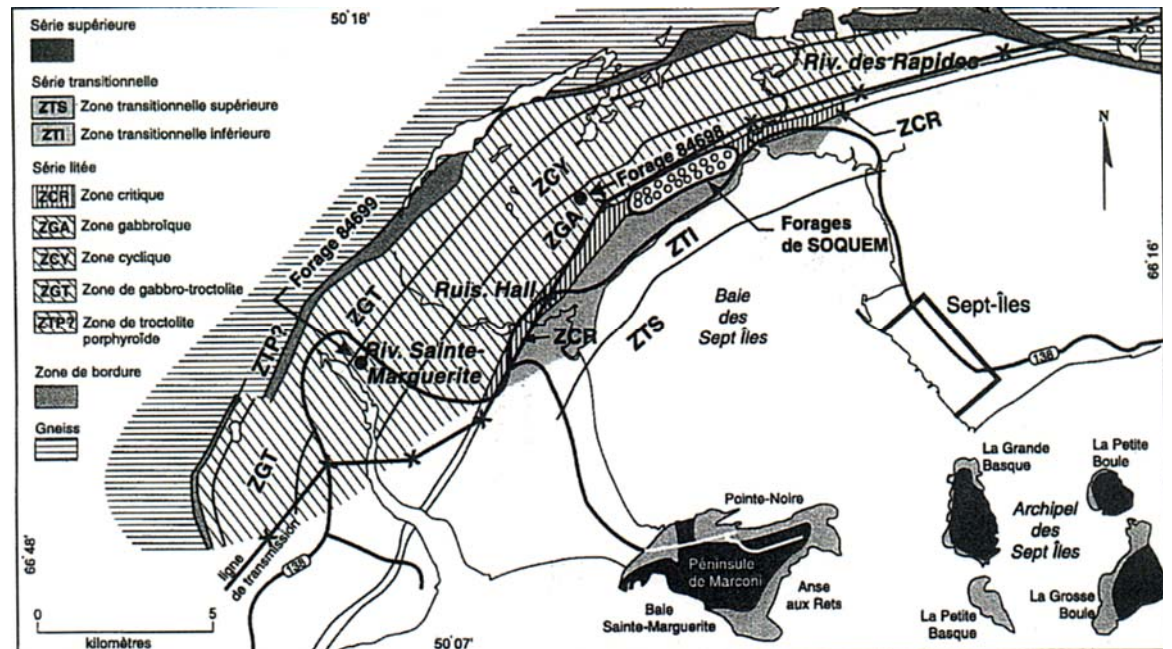 Série supérieure
Série transitionnelle
ZTS Zone transitionnelle supérieure
ZTI Zone transitionnelle inférieure
Série litée
ZCR Zone critique
ZGA Zone gabbroïque
ZCY Zone cyclique
ZGT Zone de gabbro-troctolite
ZTP? Zone de troctolite
porphyroïde
Zone de bordure
Gneiss
50°18'
Riv. des Rapides
ZCR
N
Forage 84698
ZCY
ZGA
Forages
de SOQUEM
Forage 84699
ZTI
66°16'
Ruis. Hall
ZGT
Baie
des
Sept Îles
Sept-Îles
ZCR
ZTS
ZTP?
Riv. Sainte-
Marguerite
138
ZGT
La Grande
Basque
La Petite
Boule
Pointe-Noire
Archipel
des
Sept Îles
66°48'
ligne
de transmission
138
Péninsule
de Marconi
Anse
aux Rets
Baie
Sainte-Marguerite
La Petite
Basque
La Grosse
Boule
0 5
kilomètres
50°07'